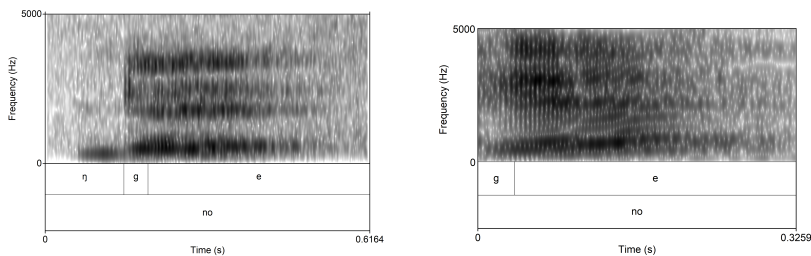 5000
Frequency (Hz)
0
η g e
no
0 0.6164
Time (s)
5000
Frequency (Hz)
0
g e
no
0 0.3259
Time (s)